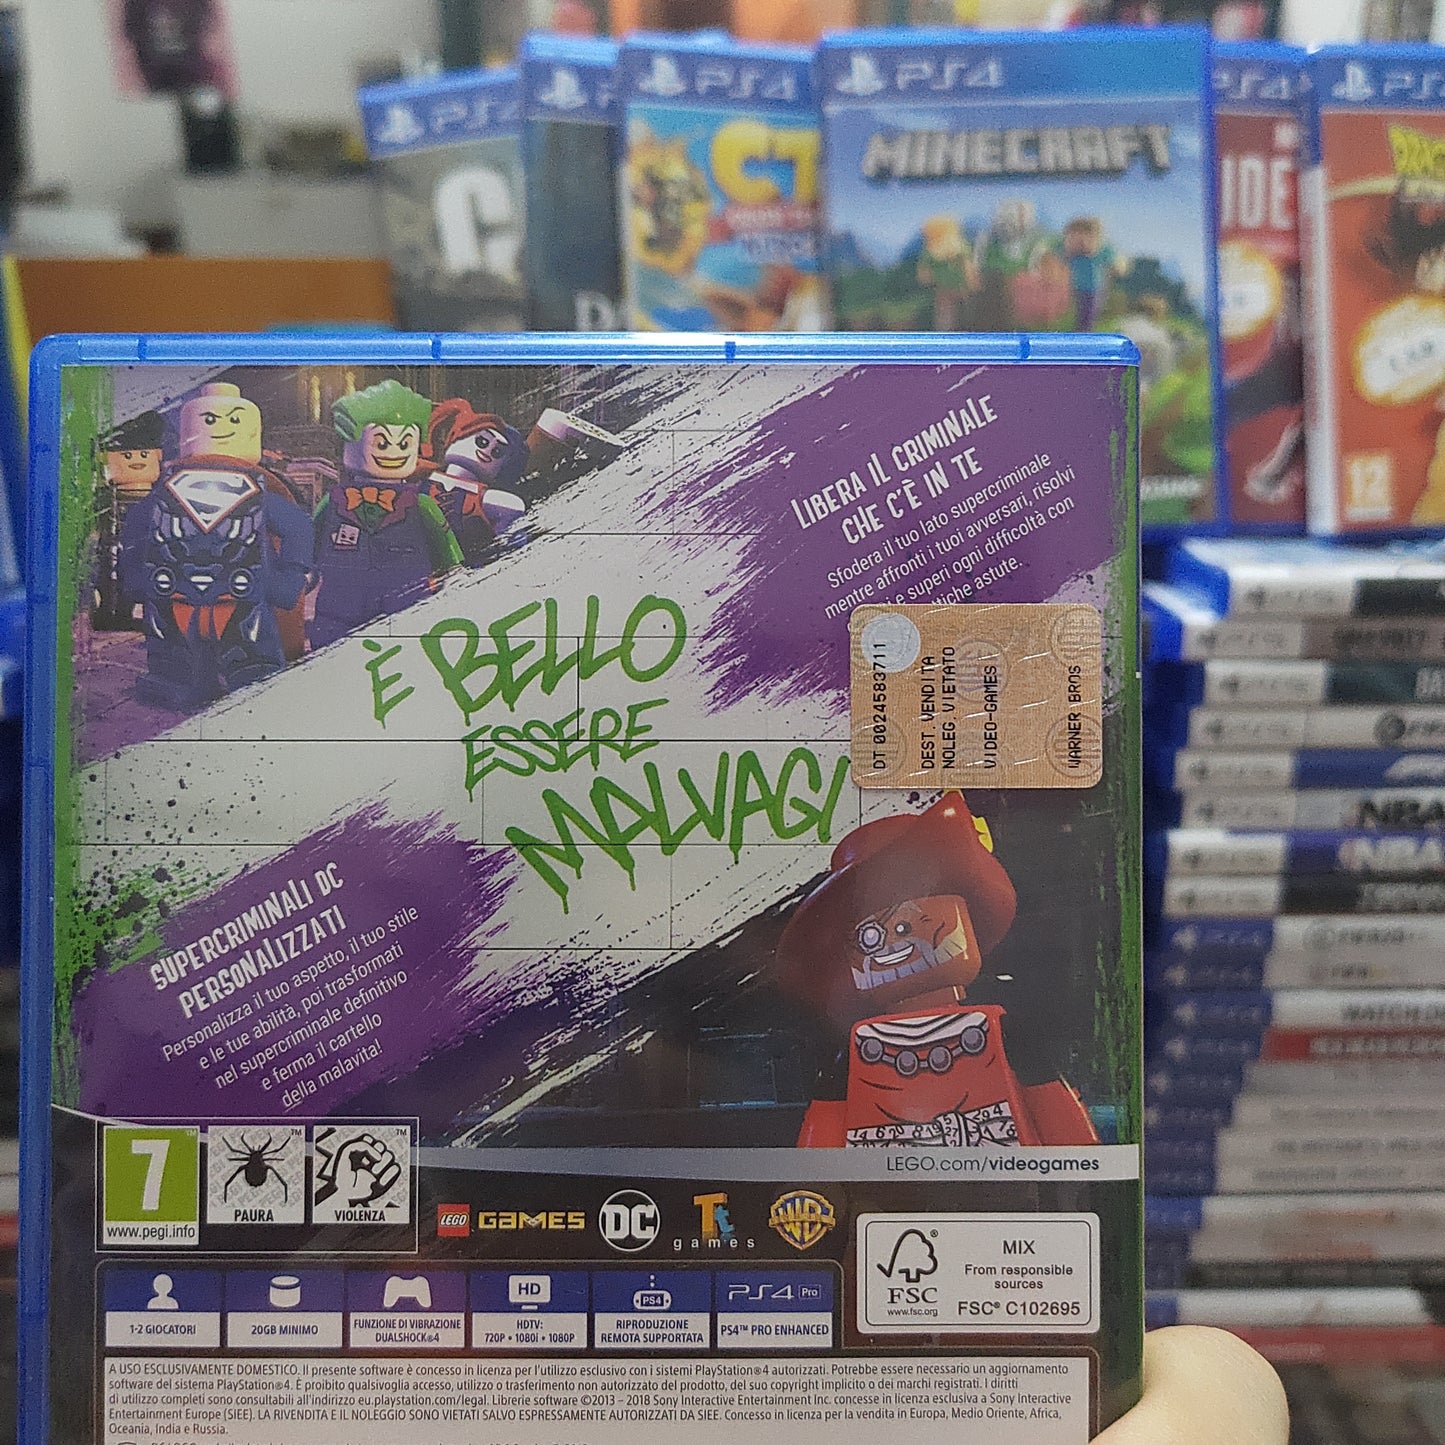 PS4
PS4
PS4
PS4
PS4
MINECRAFT
12
LIBERA IL CRIMINALE
CHE C'È IN TE
Sfodera il tuo lato supercriminale
mentre affronti i tuoi avversari, risolvi
e superi ogni difficoltà con
astute.
È BELLO
ESSERE
MALVAGI
DT 0024583711
DEST.VENDITA
NOLEG.VIETATO
VIDEO-GAMES
WARNER BROS
SUPERCRIMINALI DC
PERSONALIZZATI
Personalizza il tuo aspetto, il tuo stile
e le tue abilità, poi trasformati
nel supercriminale definitivo
e ferma il cartello
della malavita!
LEGO.com/videogames
7
www.pegi.info
PAURA
VIOLENZA
LEGO GAMES
DC
Tt games
WB
FSC
www.fsc.org
MIX
From responsible
sources
FSC® C102695
1-2 GIOCATORI
20GB MINIMO
FUNZIONE DI VIBRAZIONE
DUALSHOCK®4
HD
HDTV:
720P • 1080i • 1080P
PS4
RIPRODUZIONE
REMOTA SUPPORTATA
PS4 Pro
PS4™ PRO ENHANCED
A USO ESCLUSIVAMENTE DOMESTICO. Il presente software è concesso in licenza per l'utilizzo esclusivo con i sistemi PlayStation®4 autorizzati. Potrebbe essere necessario un aggiornamento
software del sistema PlayStation®4. È proibito qualsivoglia accesso, utilizzo o trasferimento non autorizzato del prodotto, del suo copyright implicito o dei marchi registrati. I diritti
di utilizzo completi sono consultabili all'indirizzo eu.playstation.com/legal. Librerie software ©2013 – 2018 Sony Interactive Entertainment Inc. concesse in licenza esclusiva a Sony Interactive
Entertainment Europe (SIEE). LA RIVENDITA E IL NOLEGGIO SONO VIETATI SALVO ESPRESSAMENTE AUTORIZZATI DA SIEE. Concesso in licenza per la vendita in Europa, Medio Oriente, Africa,
Oceania, India e Russia.